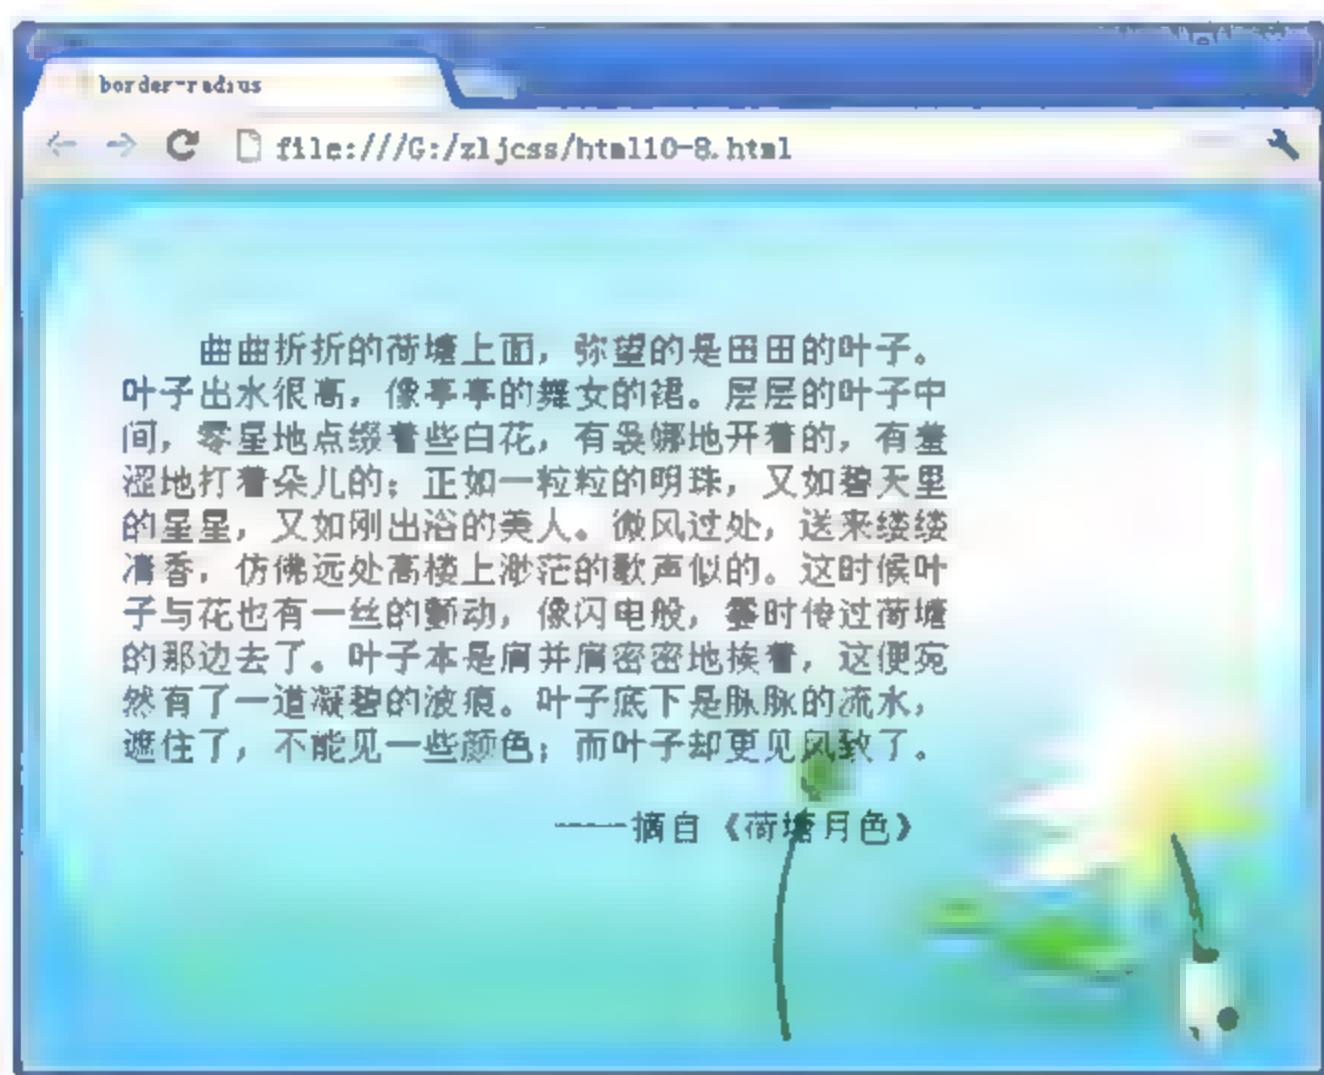 border-radius
file:///G:/zljcss/html10-8.html
曲曲折折的荷塘上面，弥望的是田田的叶子。
叶子出水很高，像亭亭的舞女的裙。层层的叶子中
间，零星地点缀着些白花，有袅娜地开着的，有羞
涩地打着朵儿的；正如一粒粒的明珠，又如碧天里
的星星，又如刚出浴的美人。微风过处，送来缕缕
清香，仿佛远处高楼上渺茫的歌声似的。这时候叶
子与花也有一丝的颤动，像闪电般，霎时传过荷塘
的那边去了。叶子本是肩并肩密密地挨着，这便宛
然有了一道凝碧的波痕。叶子底下是脉脉的流水，
遮住了，不能见一些颜色；而叶子却更见风致了。
——摘自《荷塘月色》